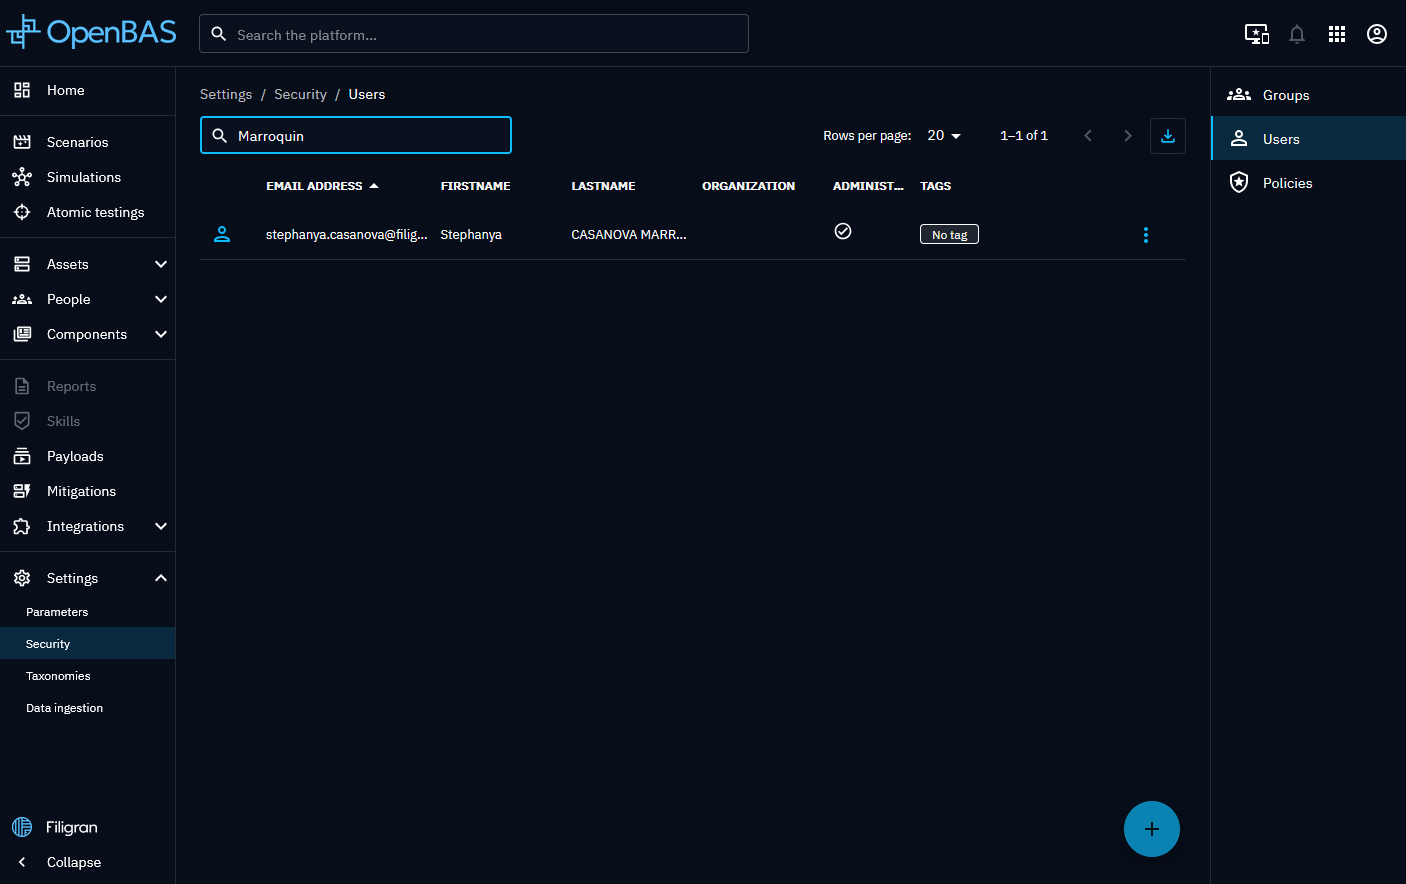 OpenBAS
Search the platform...
Home
Scenarios
Simulations
Atomic testings
Assets
People
Components
Reports
Skills
Payloads
Mitigations
Integrations
Settings
Parameters
Security
Taxonomies
Data ingestion
Filigran
Collapse
Settings / Security / Users
Marroquin
Rows per page: 20 1–1 of 1
EMAIL ADDRESS FIRSTNAME LASTNAME ORGANIZATION ADMINIST... TAGS
stephanya.casanova@filig... Stephanya CASANOVA MARR... No tag
Groups
Users
Policies